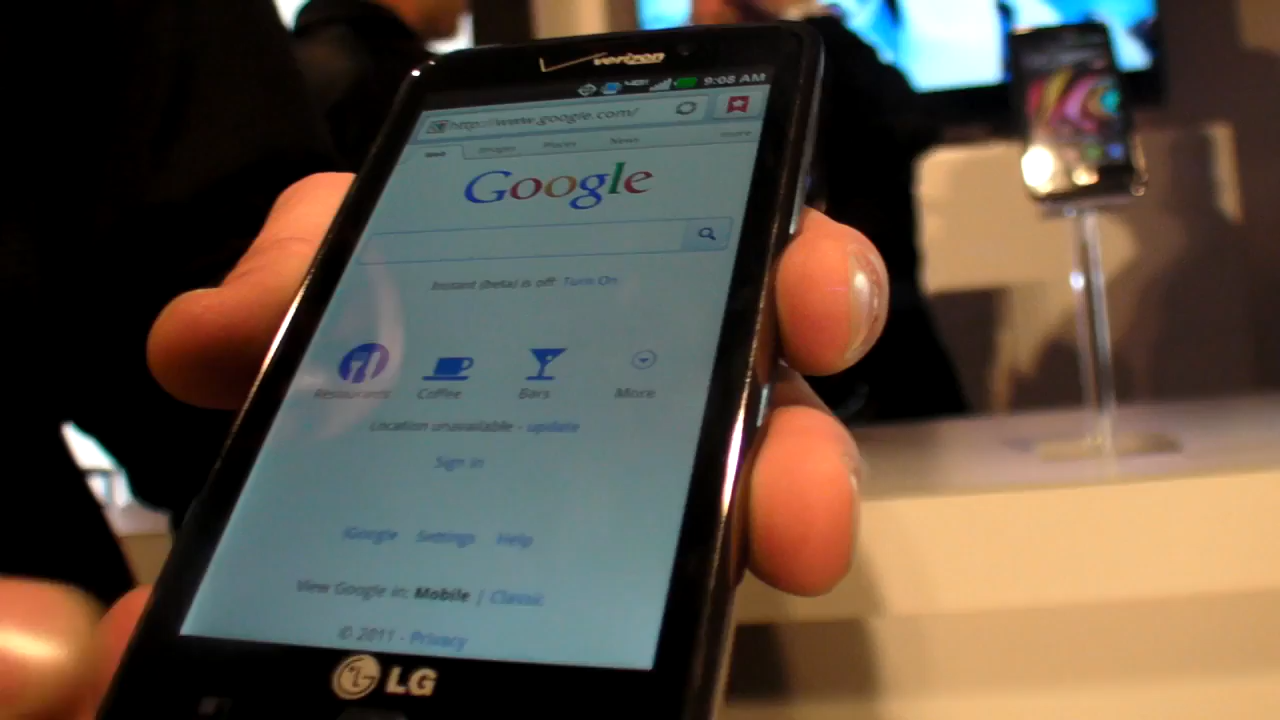 verizon
9:08 AM
http://www.google.com/
Web Images Places News more
Google
Instant (beta) is off: Turn On
Restaurants Coffee Bars More
Location unavailable - update
Sign in
iGoogle Settings Help
View Google in: Mobile | Classic
© 2011 - Privacy
LG